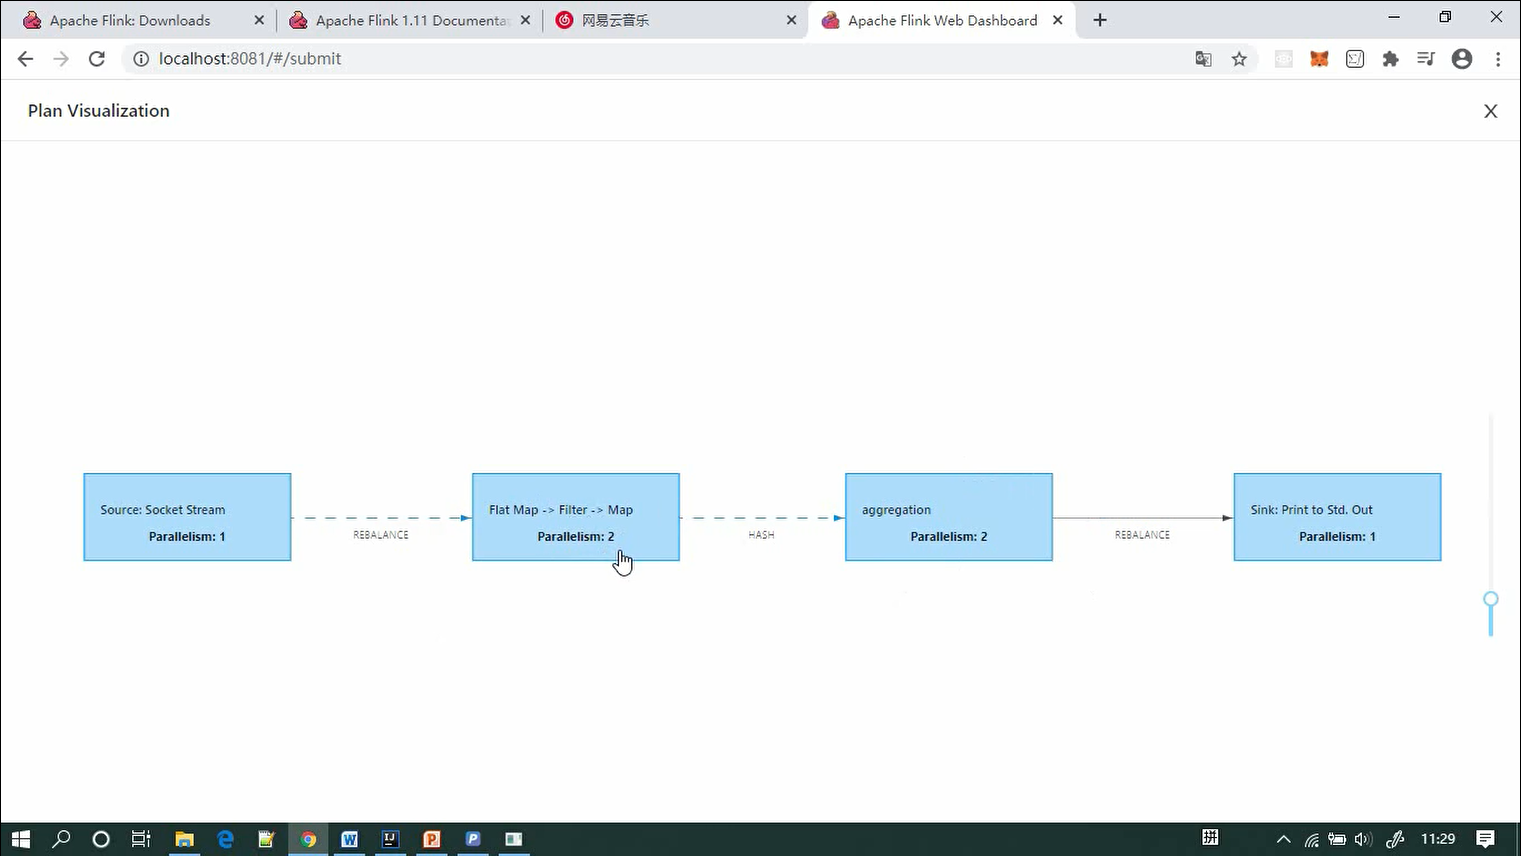 Apache Flink: Downloads
Apache Flink 1.11 Documenta
网易云音乐
Apache Flink Web Dashboard
localhost:8081/#/submit
Plan Visualization
Source: Socket Stream
Parallelism: 1
REBALANCE
Flat Map -> Filter -> Map
Parallelism: 2
HASH
aggregation
Parallelism: 2
REBALANCE
Sink: Print to Std. Out
Parallelism: 1
拼
11:29